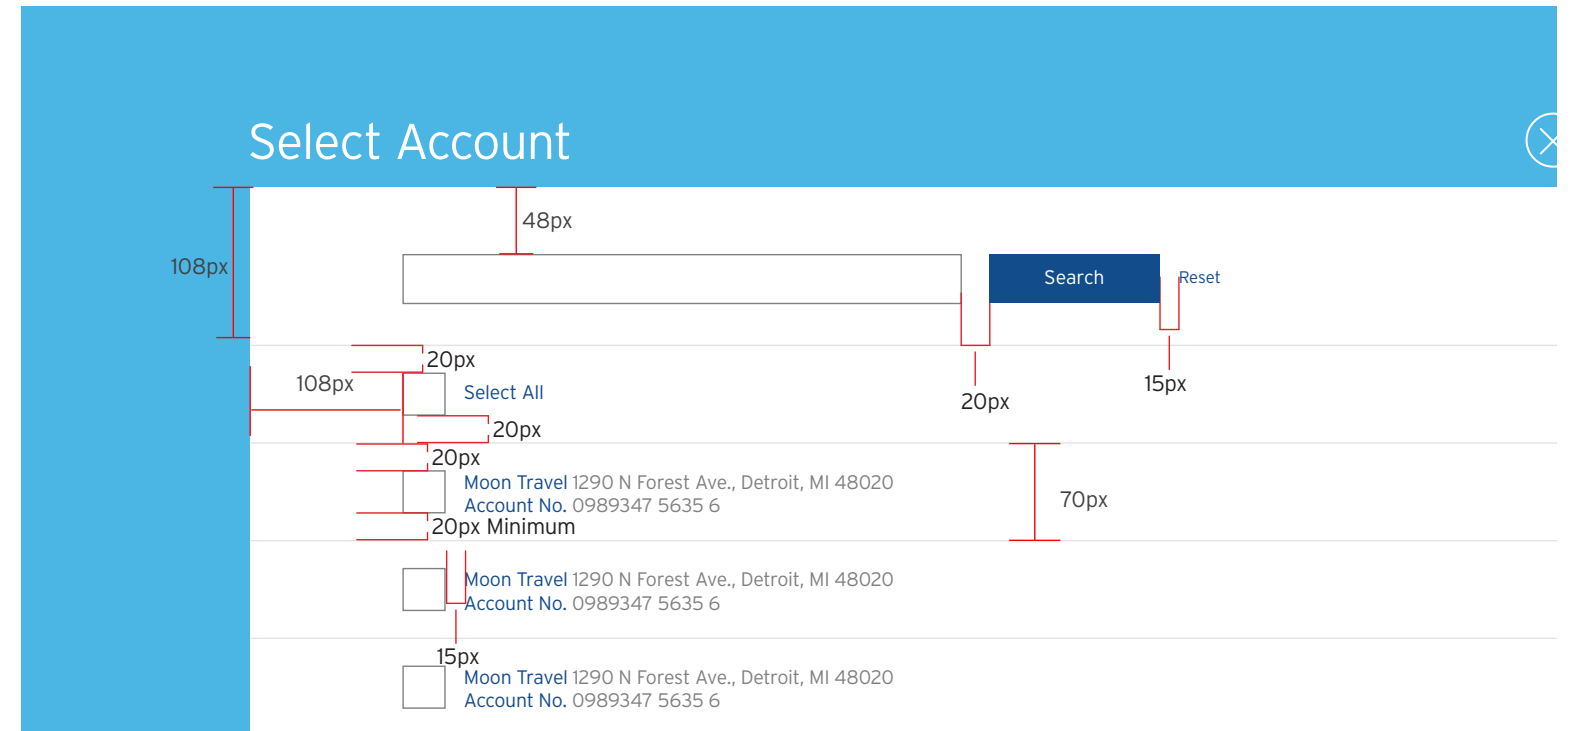 Select Account
48px
108px
Search
Reset
20px
108px
Select All
15px
20px
20px
20px
Moon Travel 1290 N Forest Ave., Detroit, MI 48020
Account No. 0989347 5635 6
70px
20px Minimum
Moon Travel 1290 N Forest Ave., Detroit, MI 48020
Account No. 0989347 5635 6
15px
Moon Travel 1290 N Forest Ave., Detroit, MI 48020
Account No. 0989347 5635 6